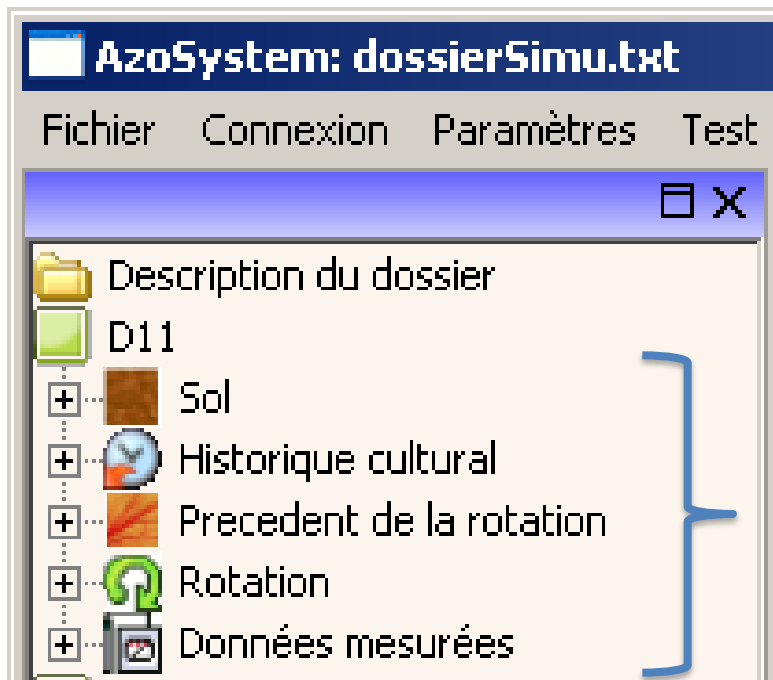 AzoSystem: dossierSimu.txt
Fichier Connexion Paramètres Test
Description du dossier
D11
Sol
Historique cultural
Precedent de la rotation
Rotation
Données mesurées